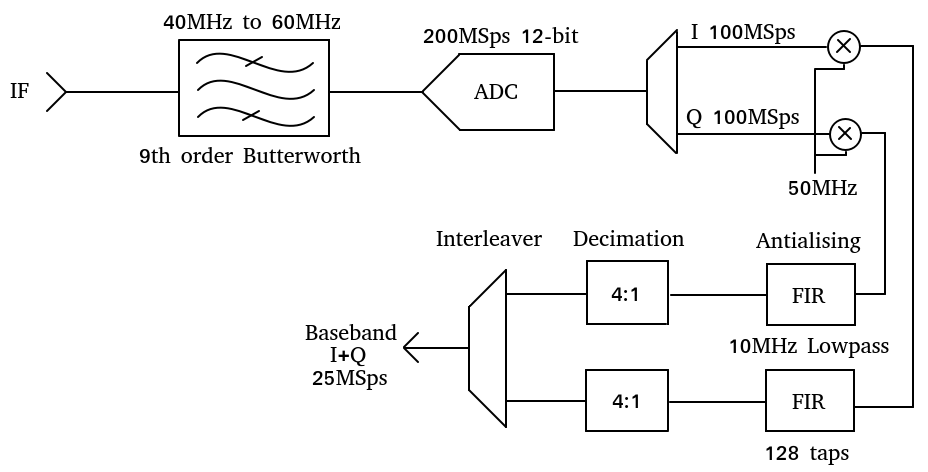 40MHz to 60MHz
IF
9th order Butterworth
200MSps 12-bit
ADC
I 100MSps
Q 100MSps
50MHz
Interleaver
Decimation
Antialising
4:1
FIR
10MHz Lowpass
Baseband
I+Q
25MSps
4:1
FIR
128 taps